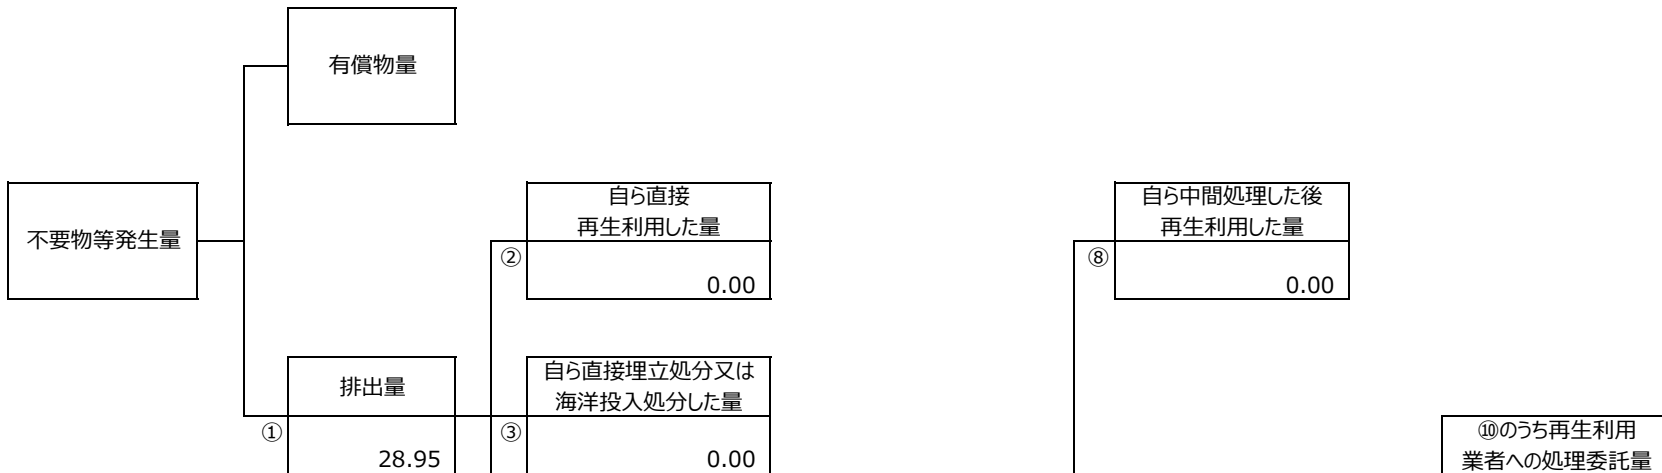 有償物量
不要物等発生量
自ら直接
再生利用した量
②
0.00
自ら中間処理した後
再生利用した量
⑧
0.00
排出量
①
28.95
自ら直接埋立処分又は
海洋投入処分した量
③
0.00
⑩のうち再生利用
業者への処理委託量